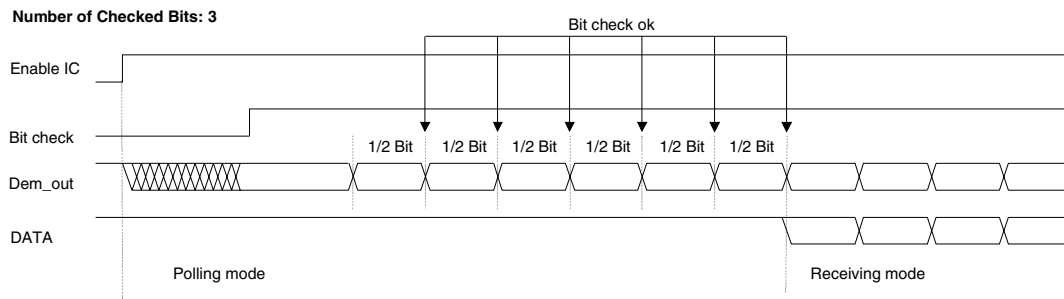 Number of Checked Bits: 3
Bit check ok
Enable IC
Bit check
1/2 Bit 1/2 Bit 1/2 Bit 1/2 Bit 1/2 Bit 1/2 Bit
Dem_out
DATA
Polling mode Receiving mode